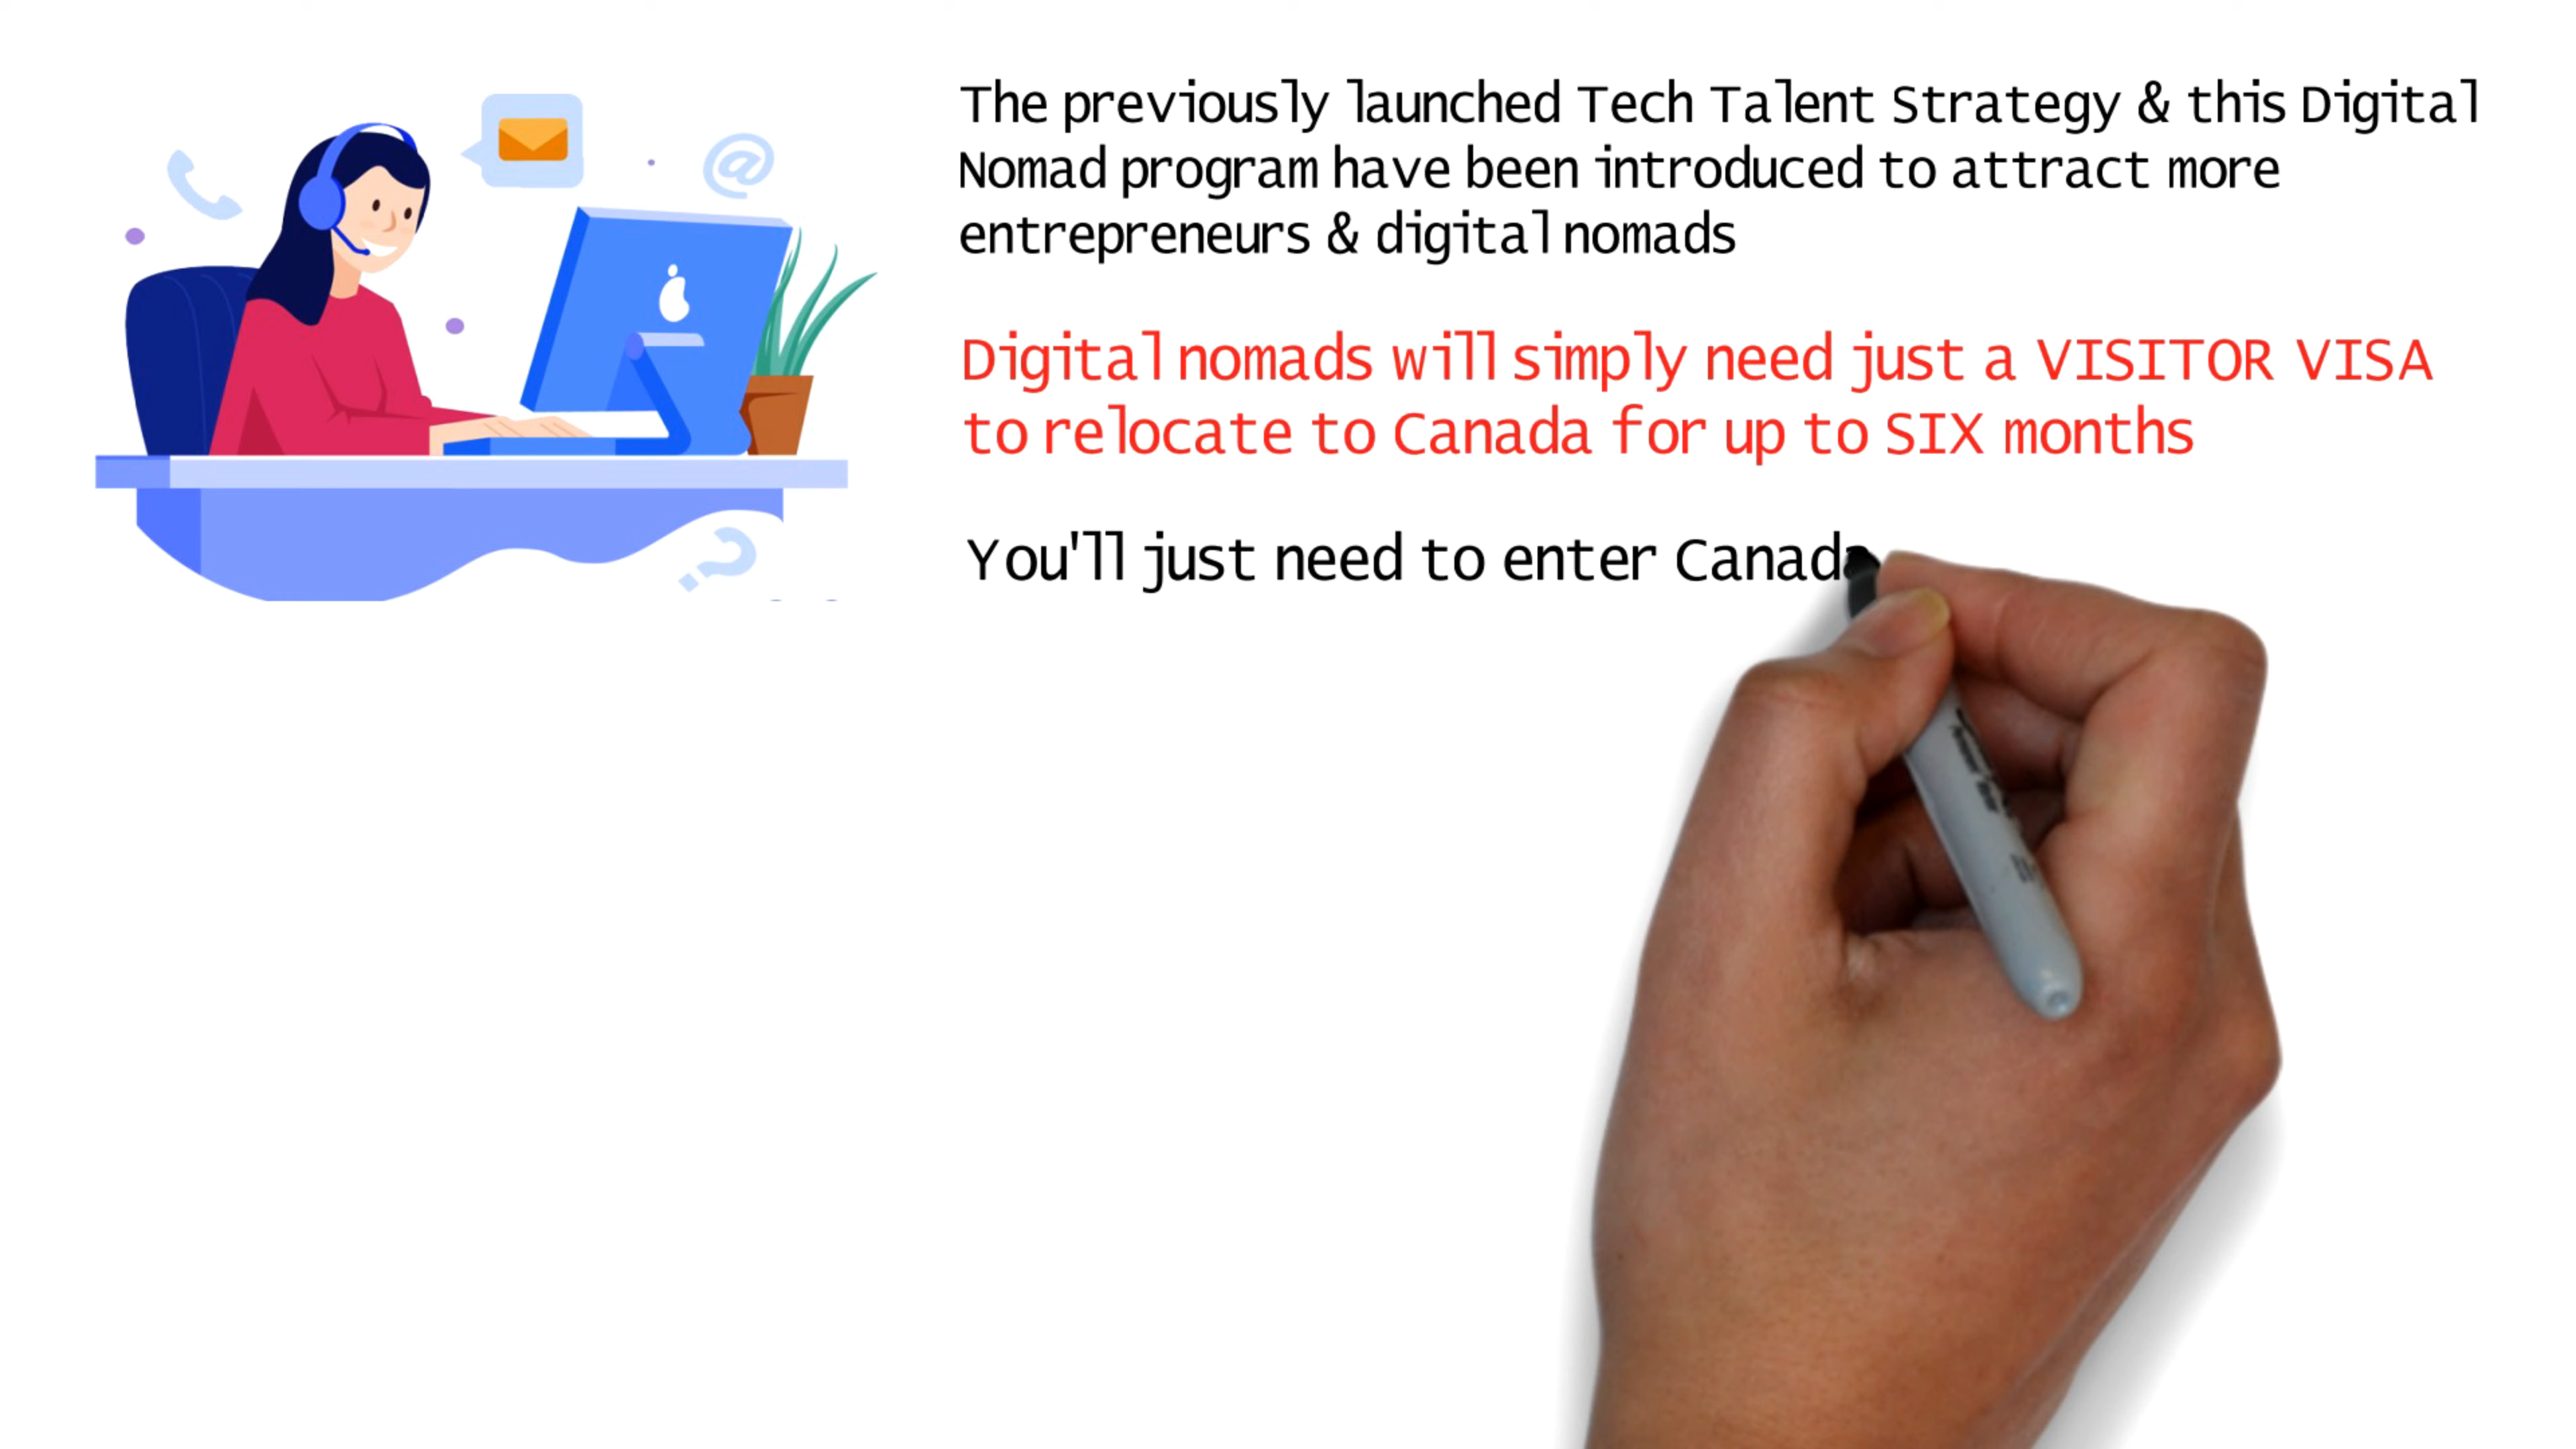 The previously launched Tech Talent Strategy & this Digital
Nomad program have been introduced to attract more
entrepreneurs & digital nomads
Digital nomads will simply need just a VISITOR VISA
to relocate to Canada for up to SIX months
You'll just need to enter Canada
@
?